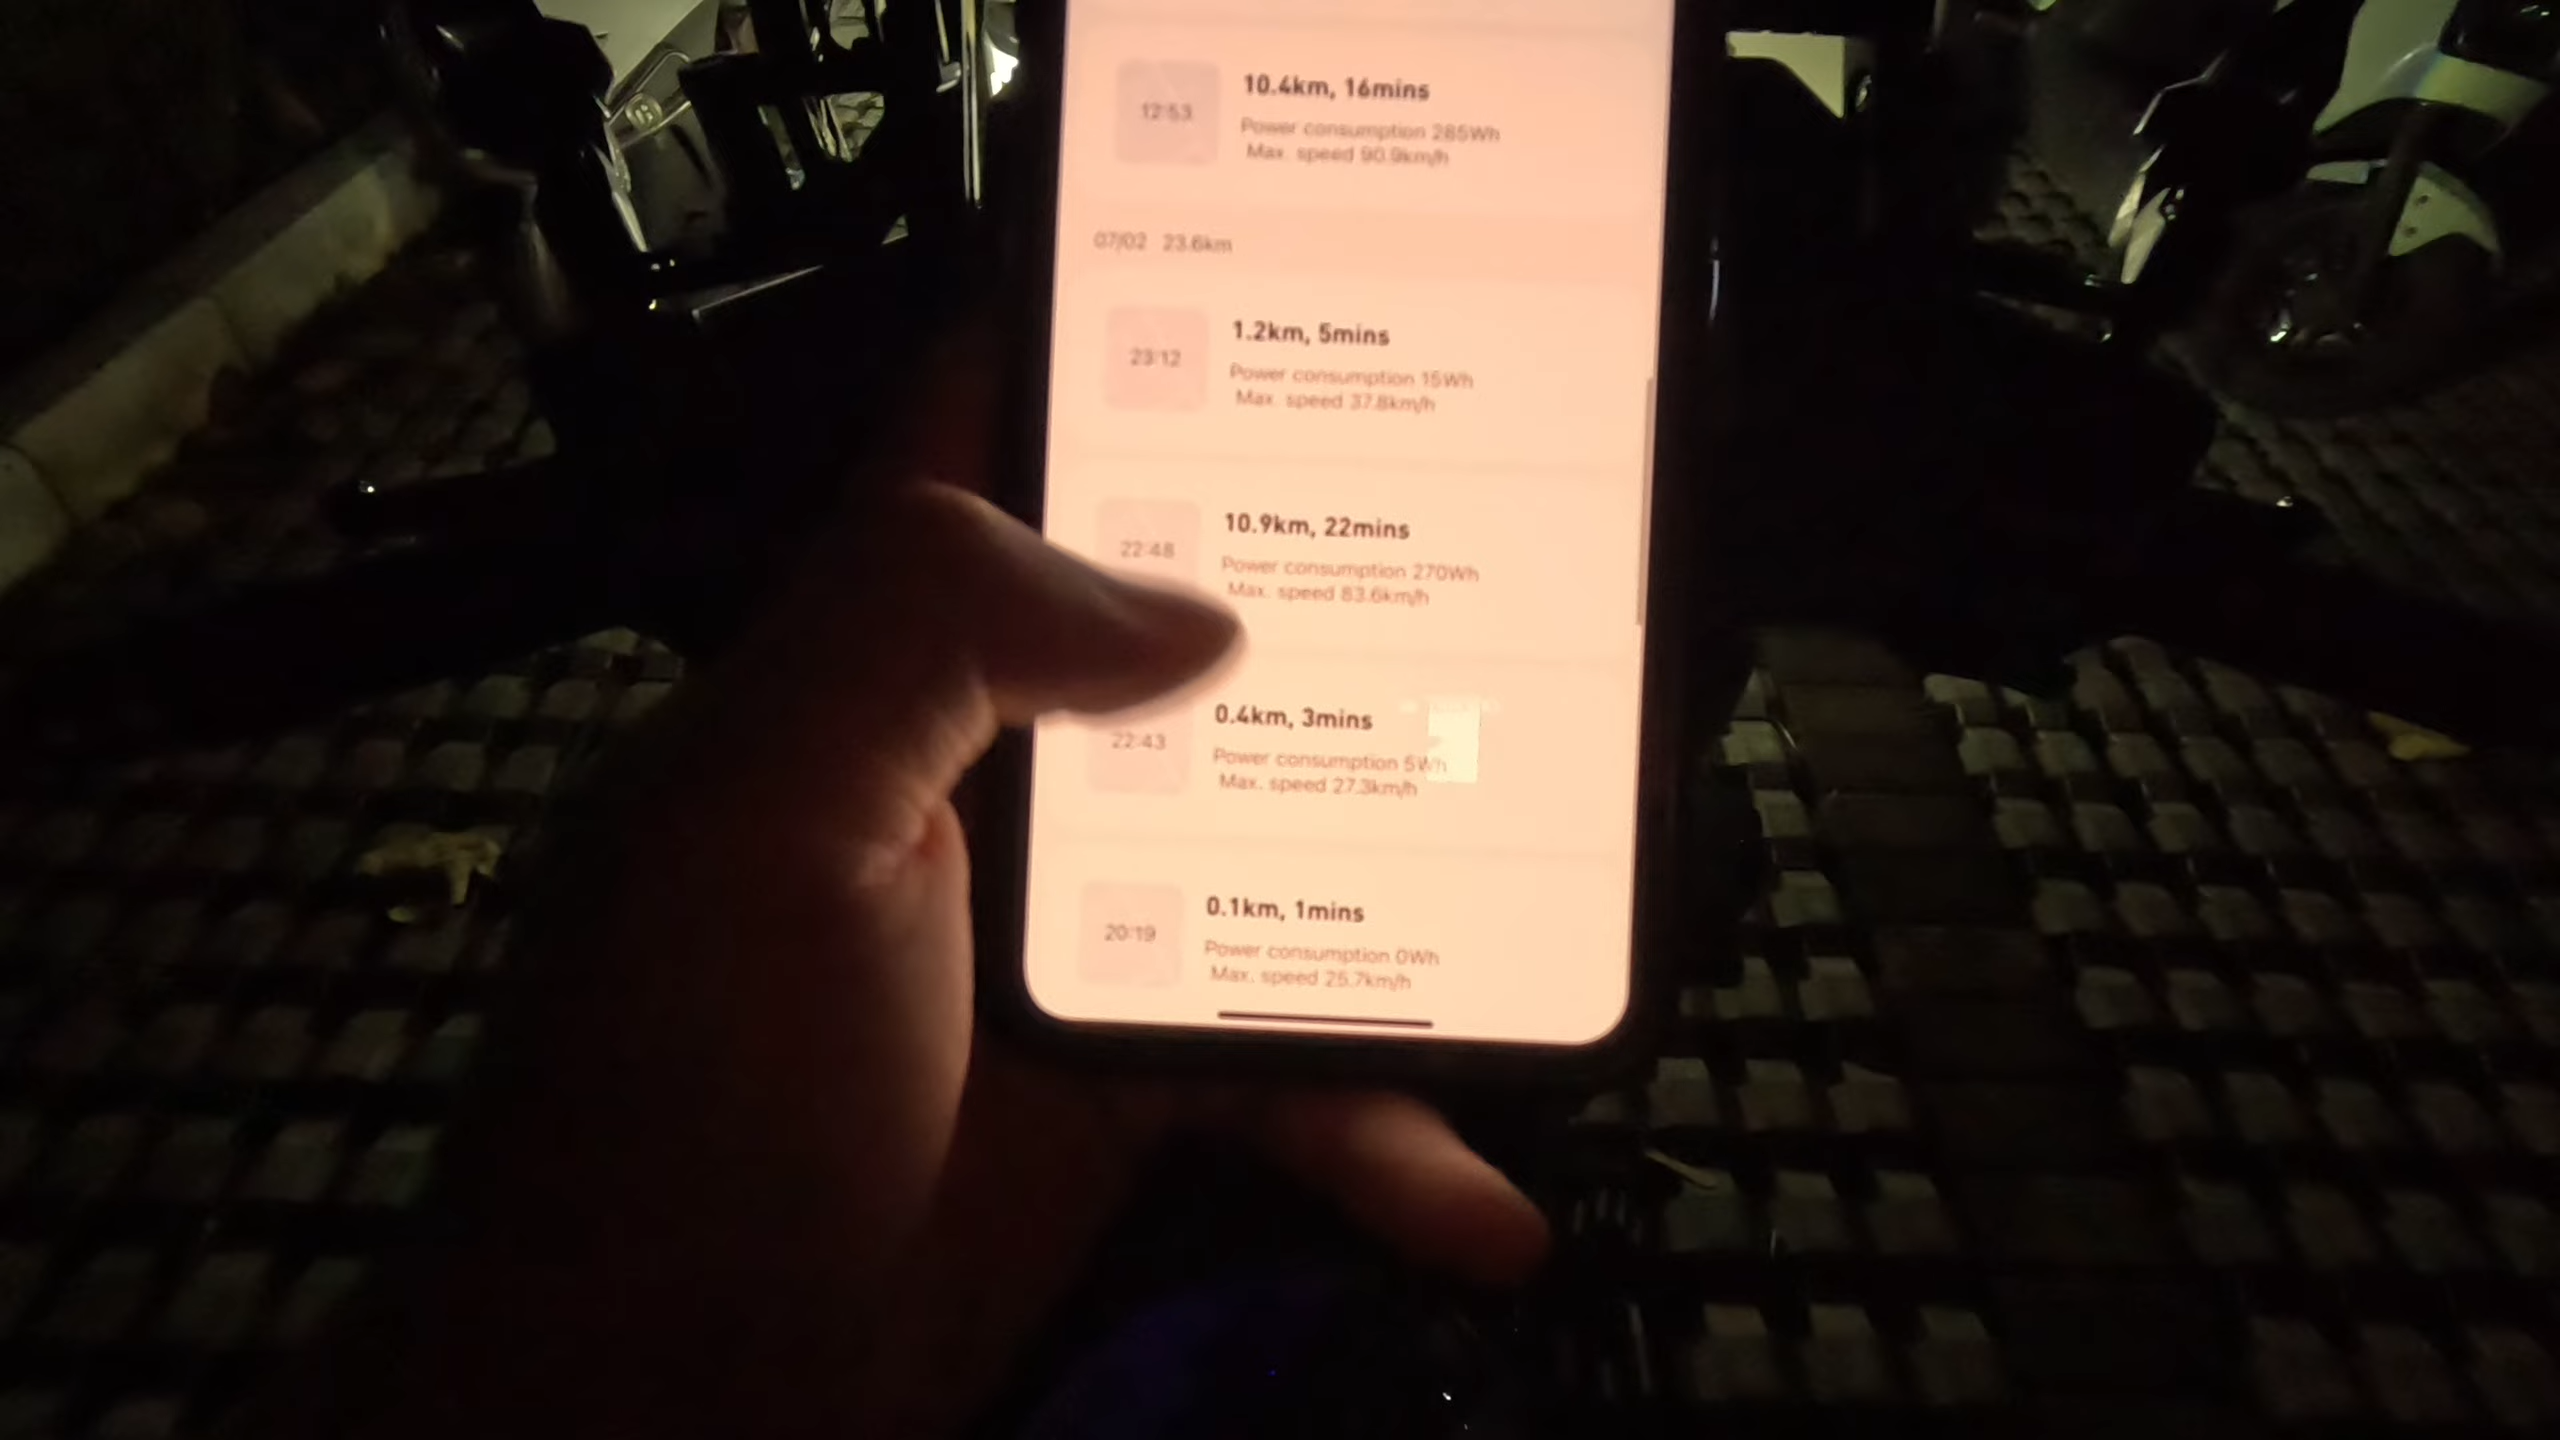 12:53
10.4km, 16mins
Power consumption 285Wh
Max. speed 90.9km/h
07/02 23.6km
23:12
1.2km, 5mins
Power consumption 15Wh
Max. speed 37.8km/h
22:48
10.9km, 22mins
Power consumption 270Wh
Max. speed 83.6km/h
22:43
0.4km, 3mins
Power consumption 5Wh
Max. speed 27.3km/h
20:19
0.1km, 1mins
Power consumption 0Wh
Max. speed 25.7km/h